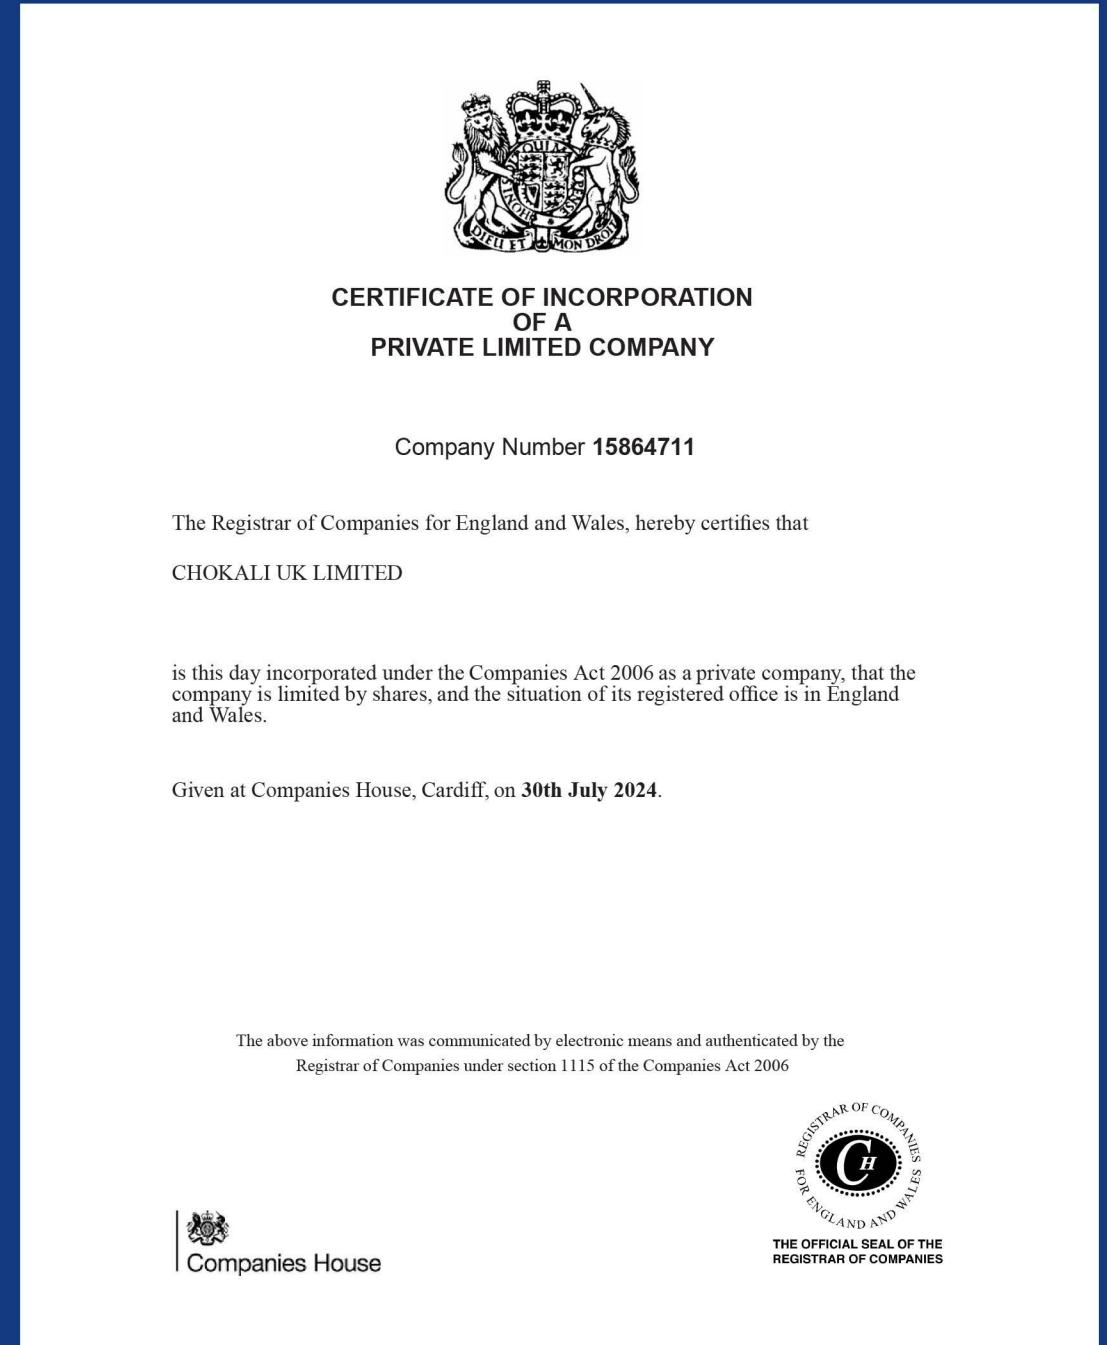 QUI
HONI
PENSE
DIEU ET
MON DROIT
CERTIFICATE OF INCORPORATION
OF A
PRIVATE LIMITED COMPANY
Company Number 15864711
The Registrar of Companies for England and Wales, hereby certifies that
CHOKALI UK LIMITED
is this day incorporated under the Companies Act 2006 as a private company, that the
company is limited by shares, and the situation of its registered office is in England
and Wales.
Given at Companies House, Cardiff, on 30th July 2024.
The above information was communicated by electronic means and authenticated by the
Registrar of Companies under section 1115 of the Companies Act 2006
REGISTRAR OF COMPANIES
FOR ENGLAND AND WALES
CH
THE OFFICIAL SEAL OF THE
REGISTRAR OF COMPANIES
Companies House